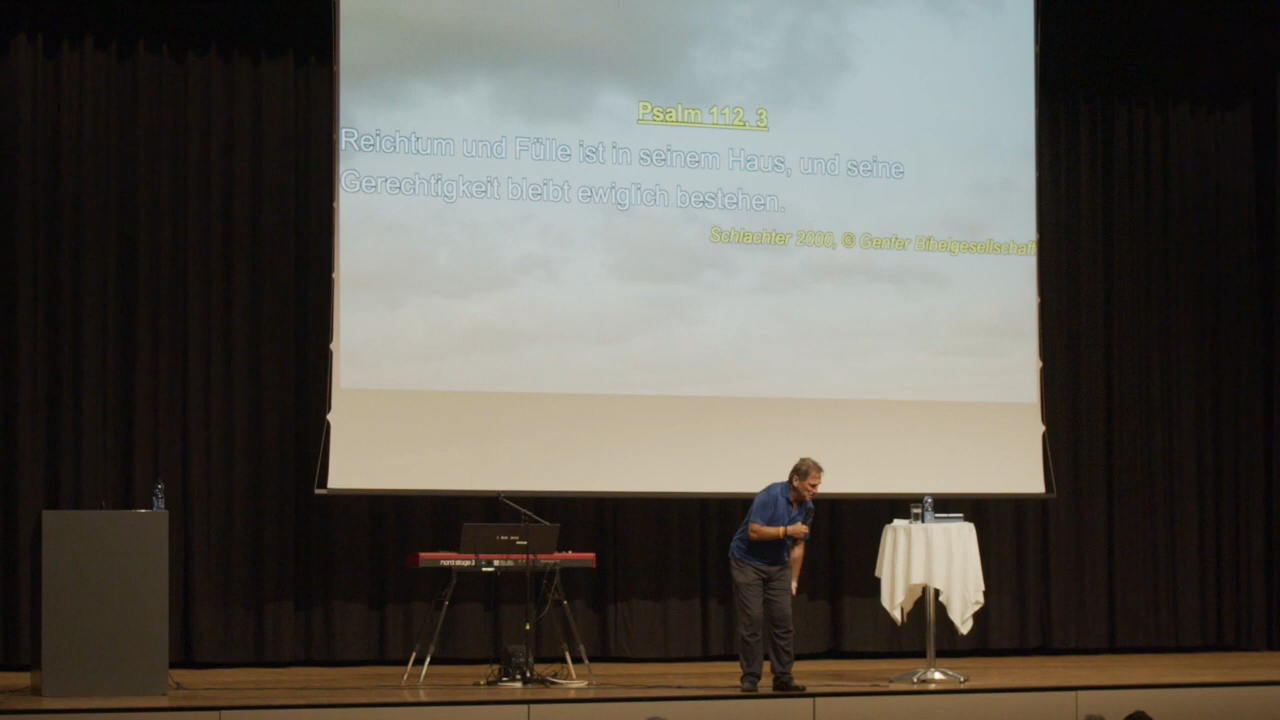 Psalm 112, 3
Reichtum und Fülle ist in seinem Haus, und seine
Gerechtigkeit bleibt ewiglich bestehen.
Schlachter 2000, © Genfer Bibelgesellschaft
nord stage 3